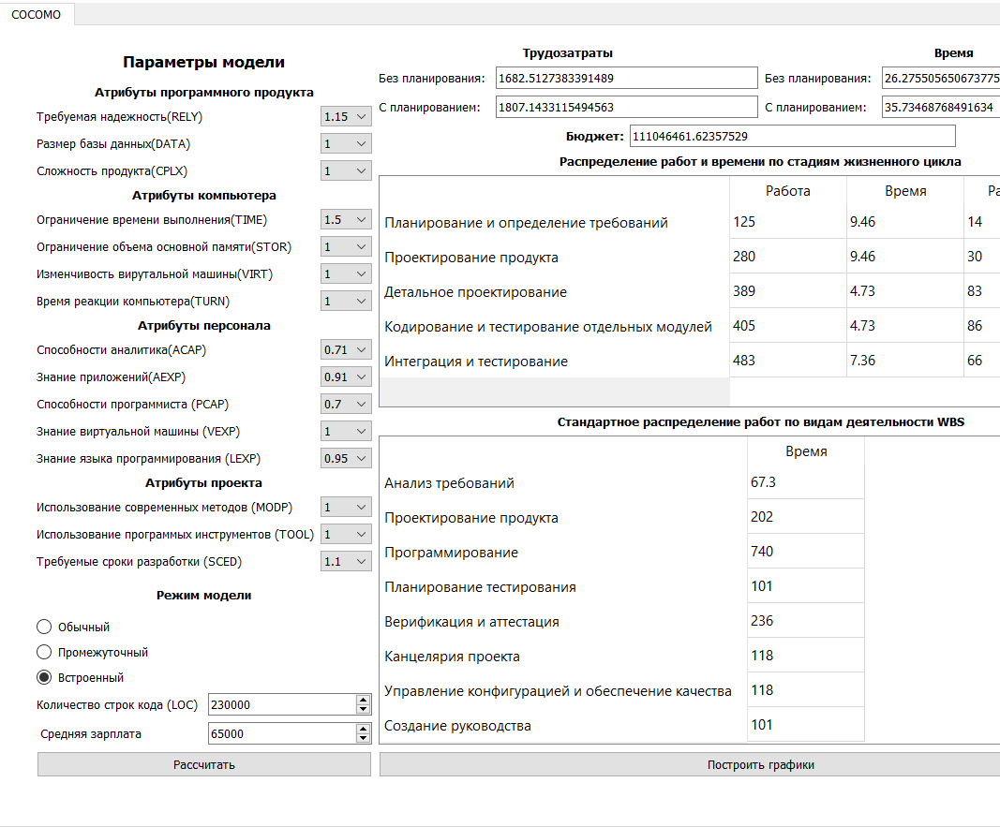 COCOMO
Параметры модели
Атрибуты программного продукта
Требуемая надежность(RELY) 1.15
Размер базы данных(DATA) 1
Сложность продукта(CPLX) 1
Атрибуты компьютера
Ограничение времени выполнения(TIME) 1.5
Ограничение объема основной памяти(STOR) 1
Изменчивость вирутальной машины(VIRT) 1
Время реакции компьютера(TURN) 1
Атрибуты персонала
Способности аналитика(ACAP) 0.71
Знание приложений(AEXP) 0.91
Способности программиста (PCAP) 0.7
Знание виртуальной машины (VEXP) 1
Знание языка программирования (LEXP) 0.95
Атрибуты проекта
Использование современных методов (MODP) 1
Использование программых инструментов (TOOL) 1
Требуемые сроки разработки (SCED) 1.1
Режим модели
Обычный
Промежуточный
Встроенный
Количество строк кода (LOC) 230000
Средняя зарплата 65000
Рассчитать
Трудозатраты Время
Без планирования: 1682.5127383391489 Без планирования: 26.275505650673775
С планированием: 1807.1433115494563 С планированием: 35.73468768491634
Бюджет: 111046461.62357529
Распределение работ и времени по стадиям жизненного цикла
Работа Время Ра
Планирование и определение требований 125 9.46 14
Проектирование продукта 280 9.46 30
Детальное проектирование 389 4.73 83
Кодирование и тестирование отдельных модулей 405 4.73 86
Интеграция и тестирование 483 7.36 66
Стандартное распределение работ по видам деятельности WBS
Время
Анализ требований 67.3
Проектирование продукта 202
Программирование 740
Планирование тестирования 101
Верификация и аттестация 236
Канцелярия проекта 118
Управление конфигурацией и обеспечение качества 118
Создание руководства 101
Построить графики